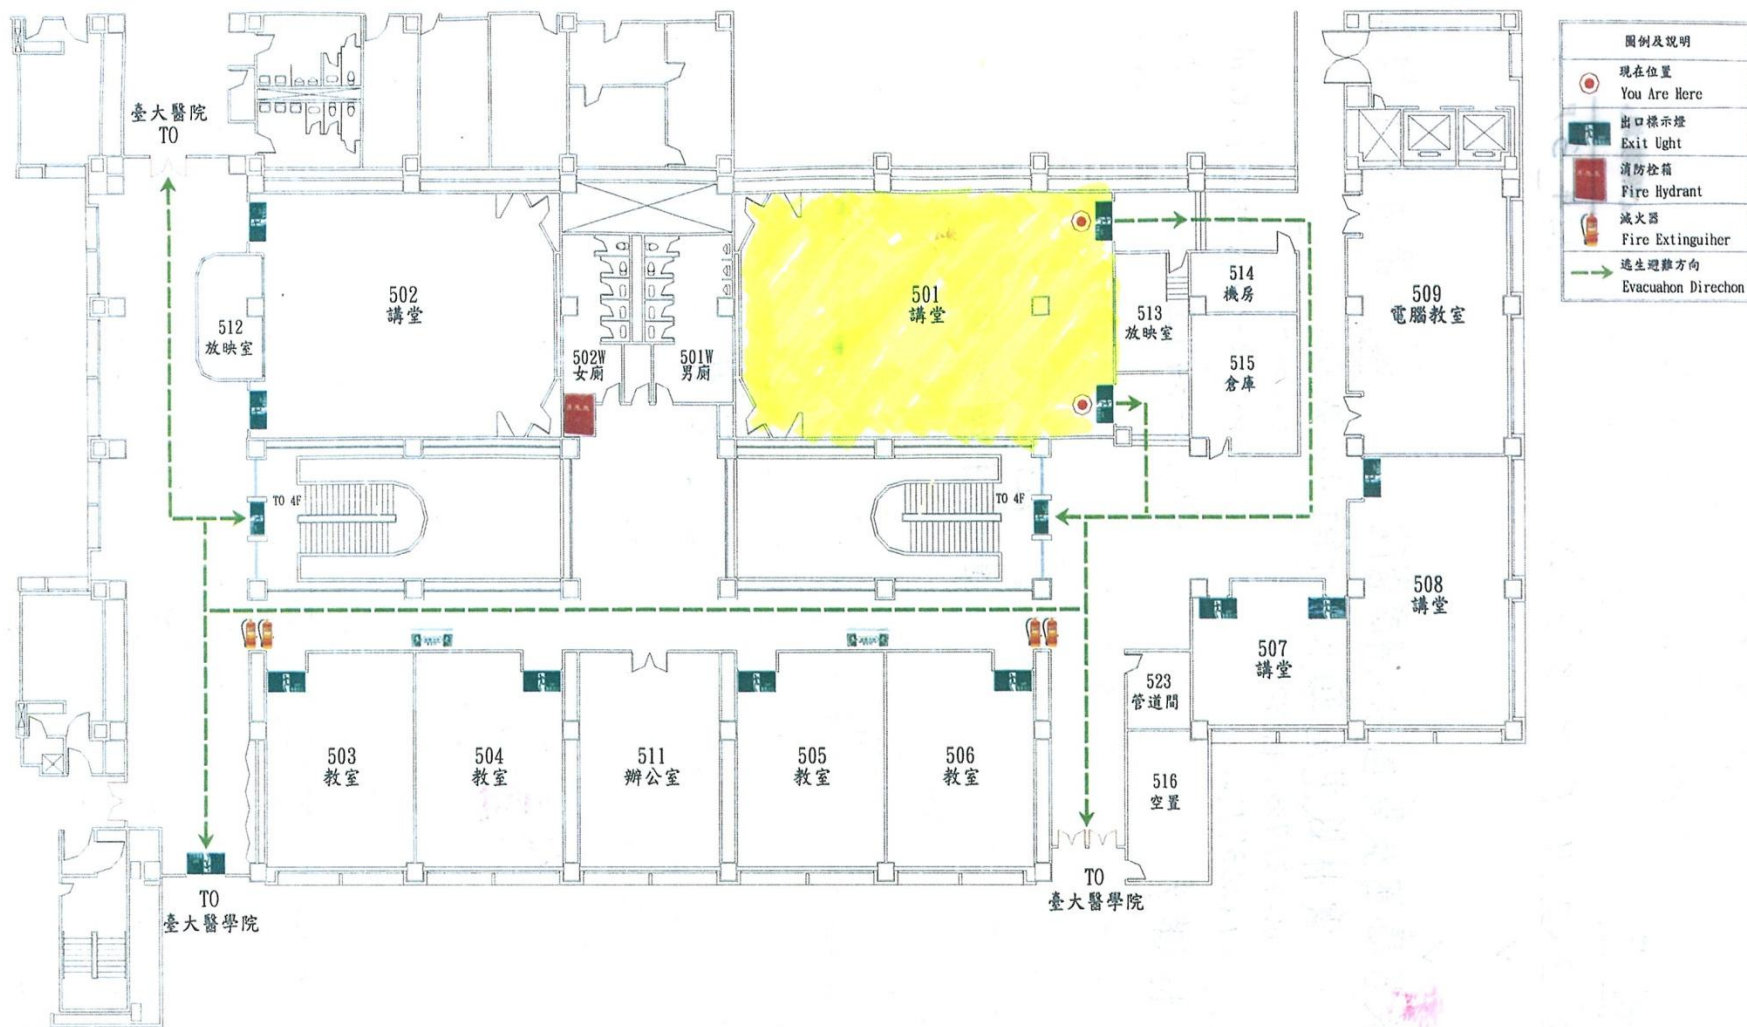 臺大醫院
TO
圖例及說明
現在位置
You Are Here
出口標示燈
Exit Ught
消防栓箱
Fire Hydrant
滅火器
Fire Extinguiher
逃生避難方向
Evacuahon Direchon
502
講堂
512
放映室
502W
女廁
501W
男廁
501
講堂
513
放映室
514
機房
515
倉庫
509
電腦教室
TO 4F
TO 4F
508
講堂
507
講堂
523
管道間
516
空置
503
教室
504
教室
511
辦公室
505
教室
506
教室
TO
臺大醫學院
TO
臺大醫學院